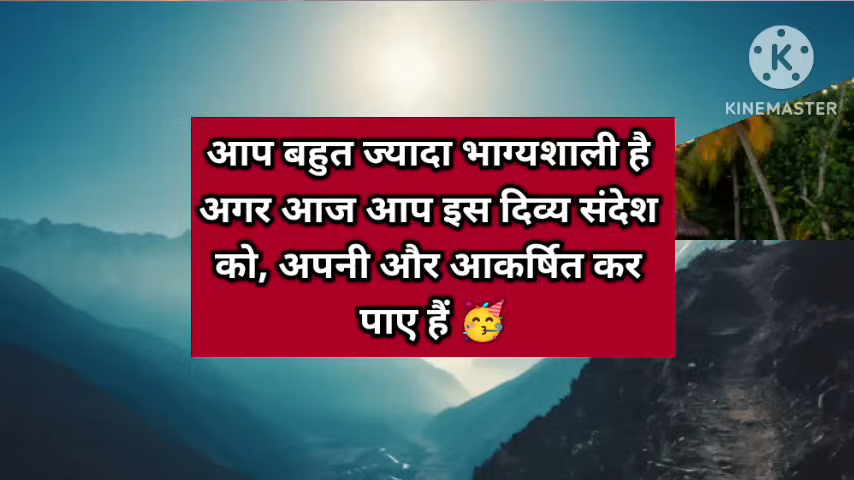 आप बहुत ज्यादा भाग्यशाली है
अगर आज आप इस दिव्य संदेश
को, अपनी और आकर्षित कर
पाए हैं 🥳
KINEMASTER